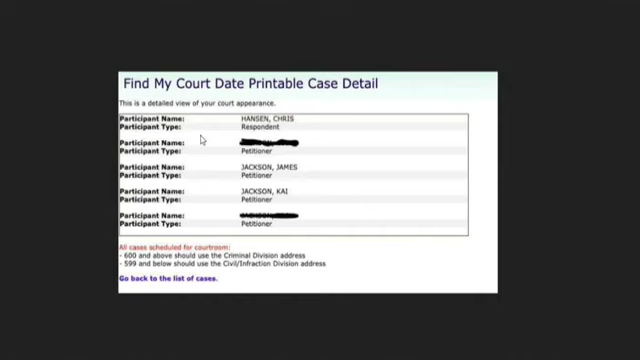 Find My Court Date Printable Case Detail
This is a detailed view of your court appearance.
Participant Name: HANSEN, CHRIS
Participant Type: Respondent
Participant Name:
Participant Type: Petitioner
Participant Name: JACKSON, JAMES
Participant Type: Petitioner
Participant Name: JACKSON, KAI
Participant Type: Petitioner
Participant Name:
Participant Type: Petitioner
All cases scheduled for courtroom:
- 600 and above should use the Criminal Division address
- 599 and below should use the Civil/Infraction Division address
Go back to the list of cases.